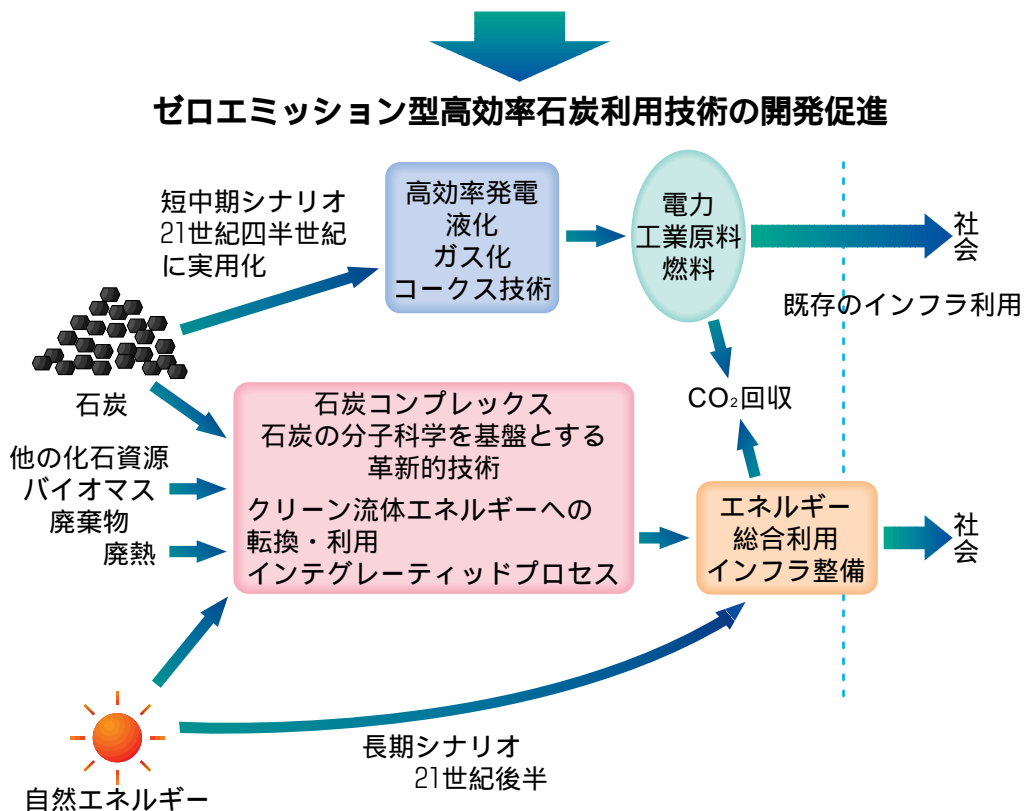 ゼロエミッション型高効率石炭利用技術の開発促進
短中期シナリオ
21世紀四半世紀
に実用化
高効率発電
液化
ガス化
コークス技術
電力
工業原料
燃料
社会
既存のインフラ利用
石炭
CO₂回収
石炭コンプレックス
石炭の分子科学を基盤とする
革新的技術
クリーン流体エネルギーへの
転換・利用
インテグレーティッドプロセス
他の化石資源
バイオマス
廃棄物
廃熱
エネルギー
総合利用
インフラ整備
社会
長期シナリオ
21世紀後半
自然エネルギー